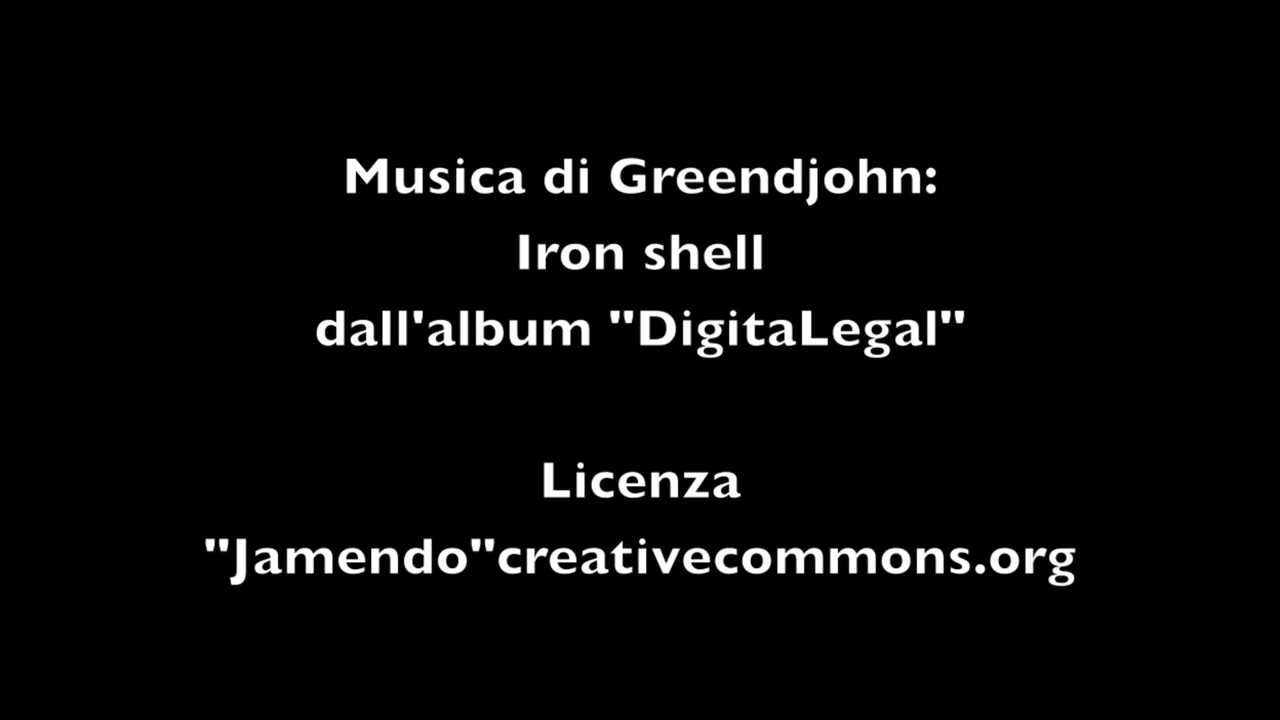 Musica di Greendjohn:
Iron shell
dall'album "DigitaLegal"
Licenza
"Jamendo"creativecommons.org